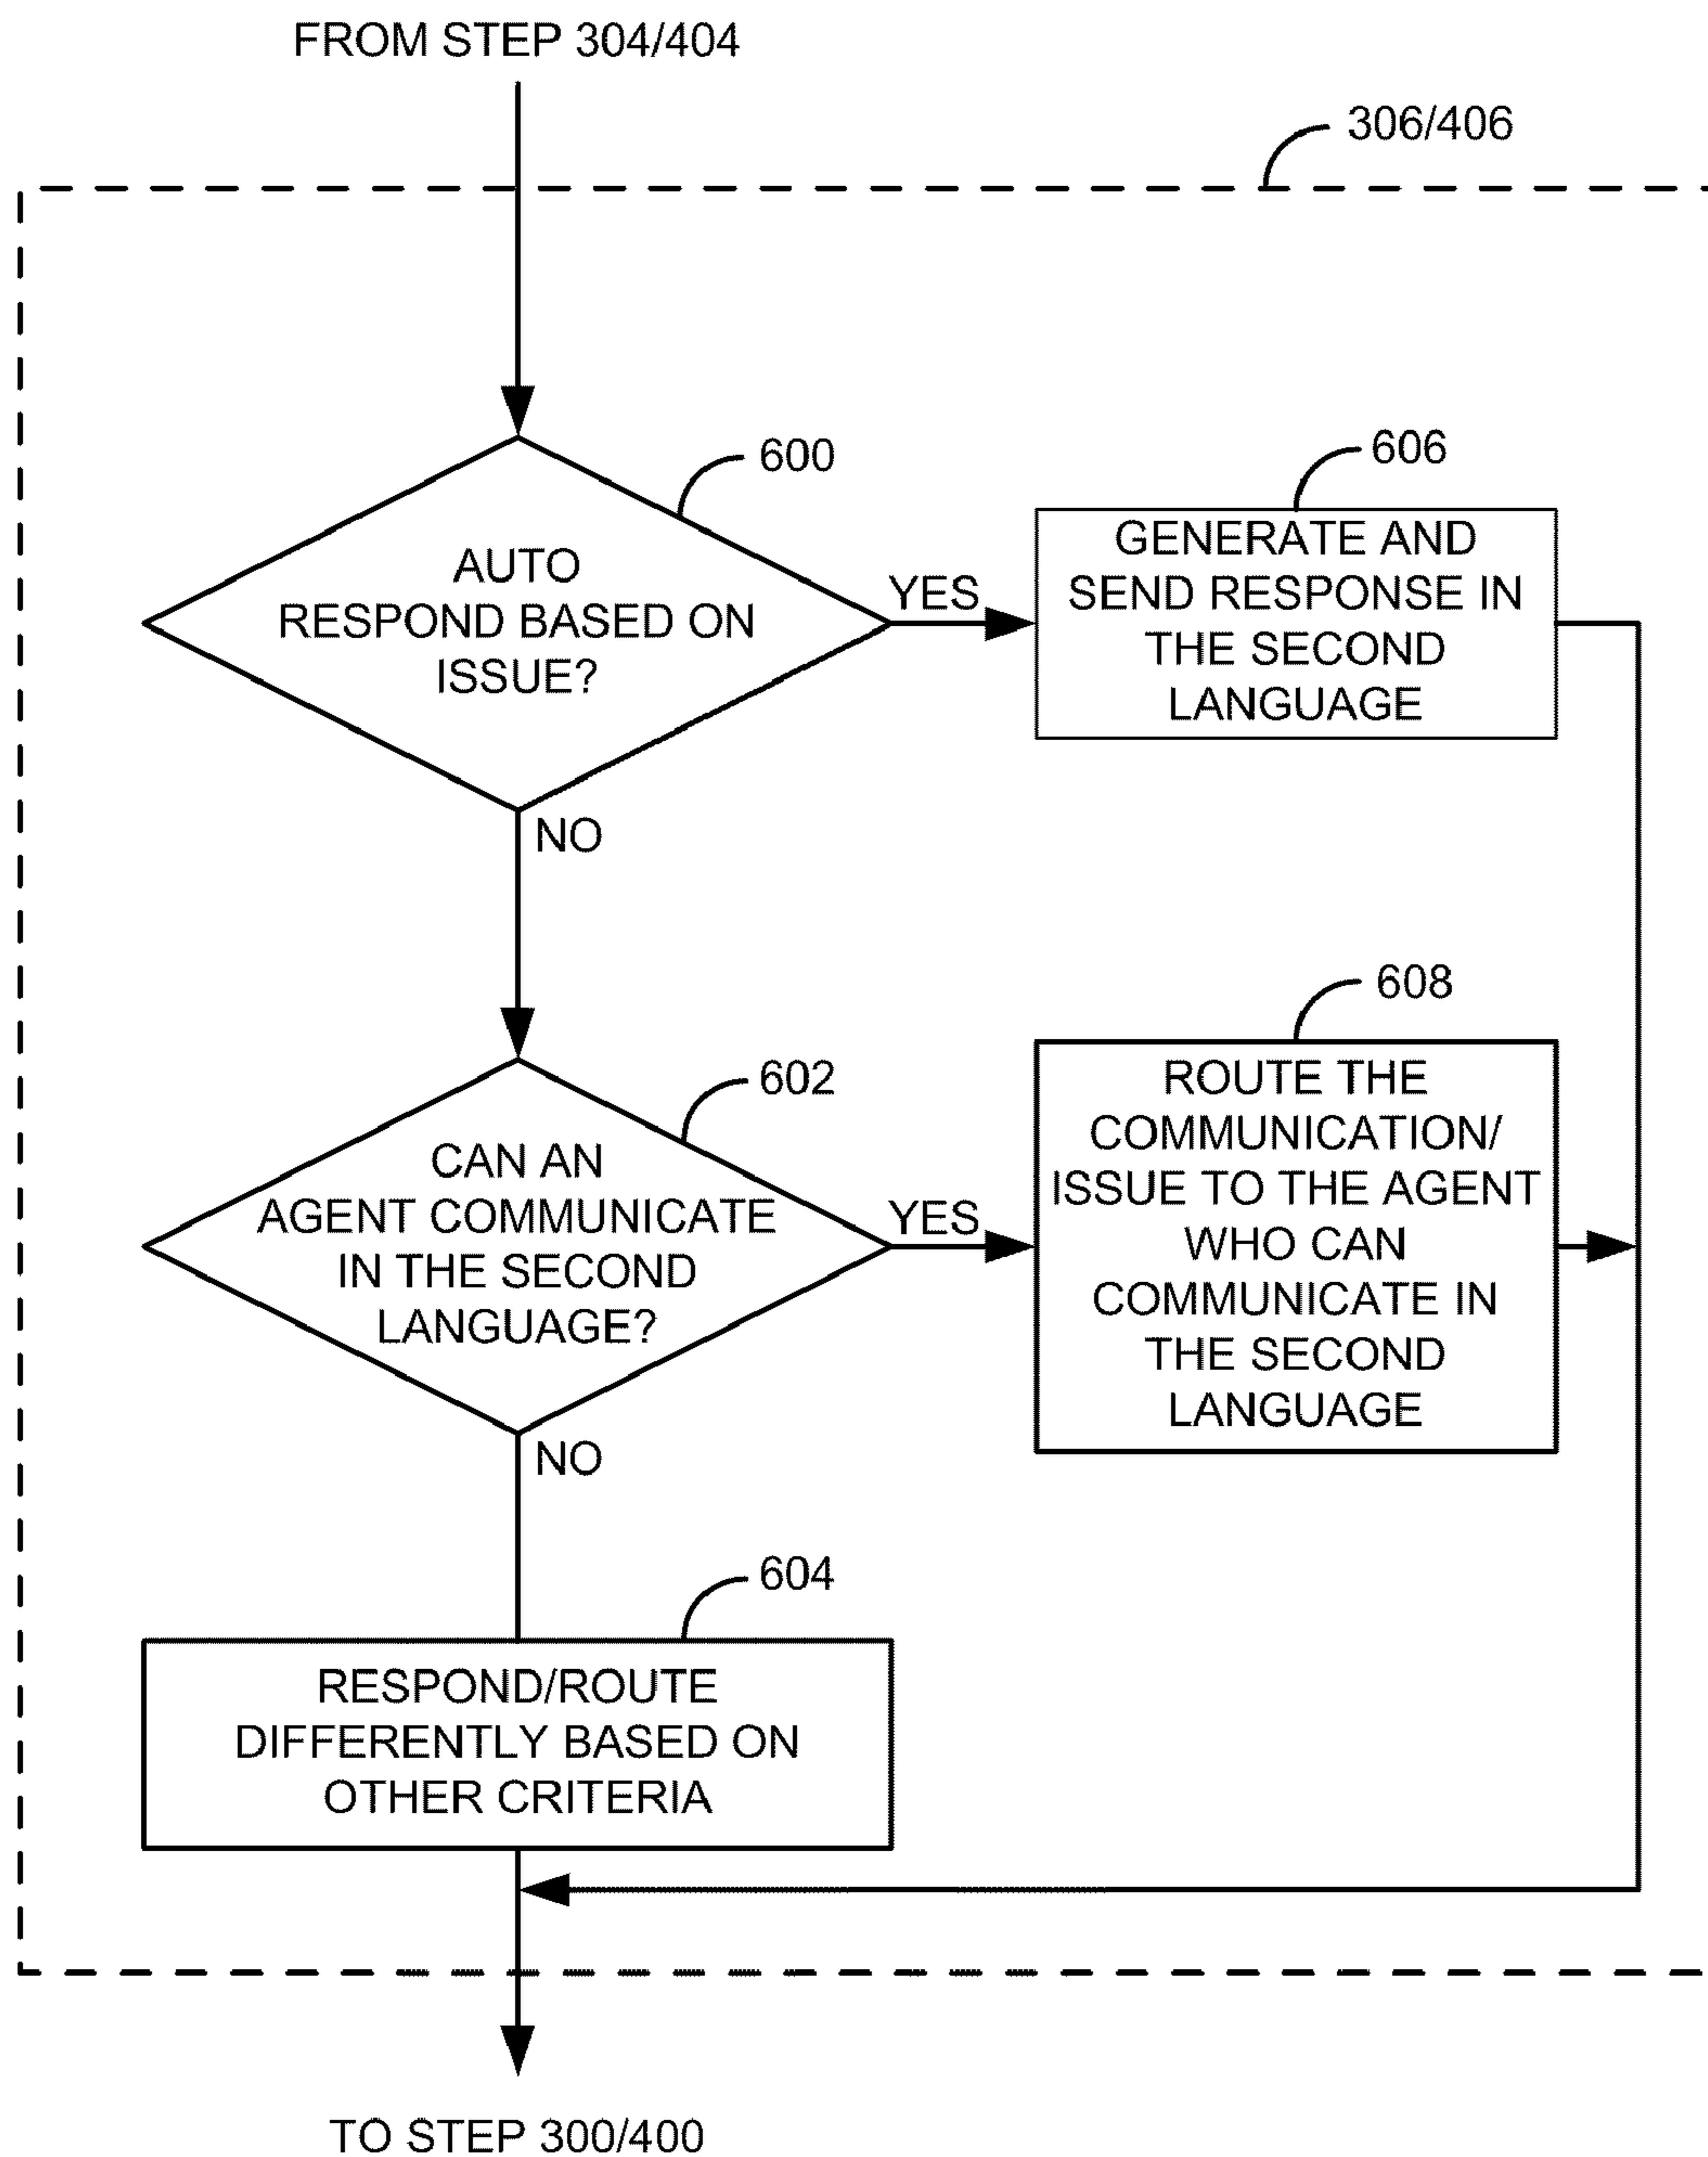 FROM STEP 304/404
306/406
600
AUTO
RESPOND BASED ON
ISSUE?
YES
606
GENERATE AND
SEND RESPONSE IN
THE SECOND
LANGUAGE
NO
602
CAN AN
AGENT COMMUNICATE
IN THE SECOND
LANGUAGE?
YES
608
ROUTE THE
COMMUNICATION/
ISSUE TO THE AGENT
WHO CAN
COMMUNICATE IN
THE SECOND
LANGUAGE
NO
604
RESPOND/ROUTE
DIFFERENTLY BASED ON
OTHER CRITERIA
TO STEP 300/400